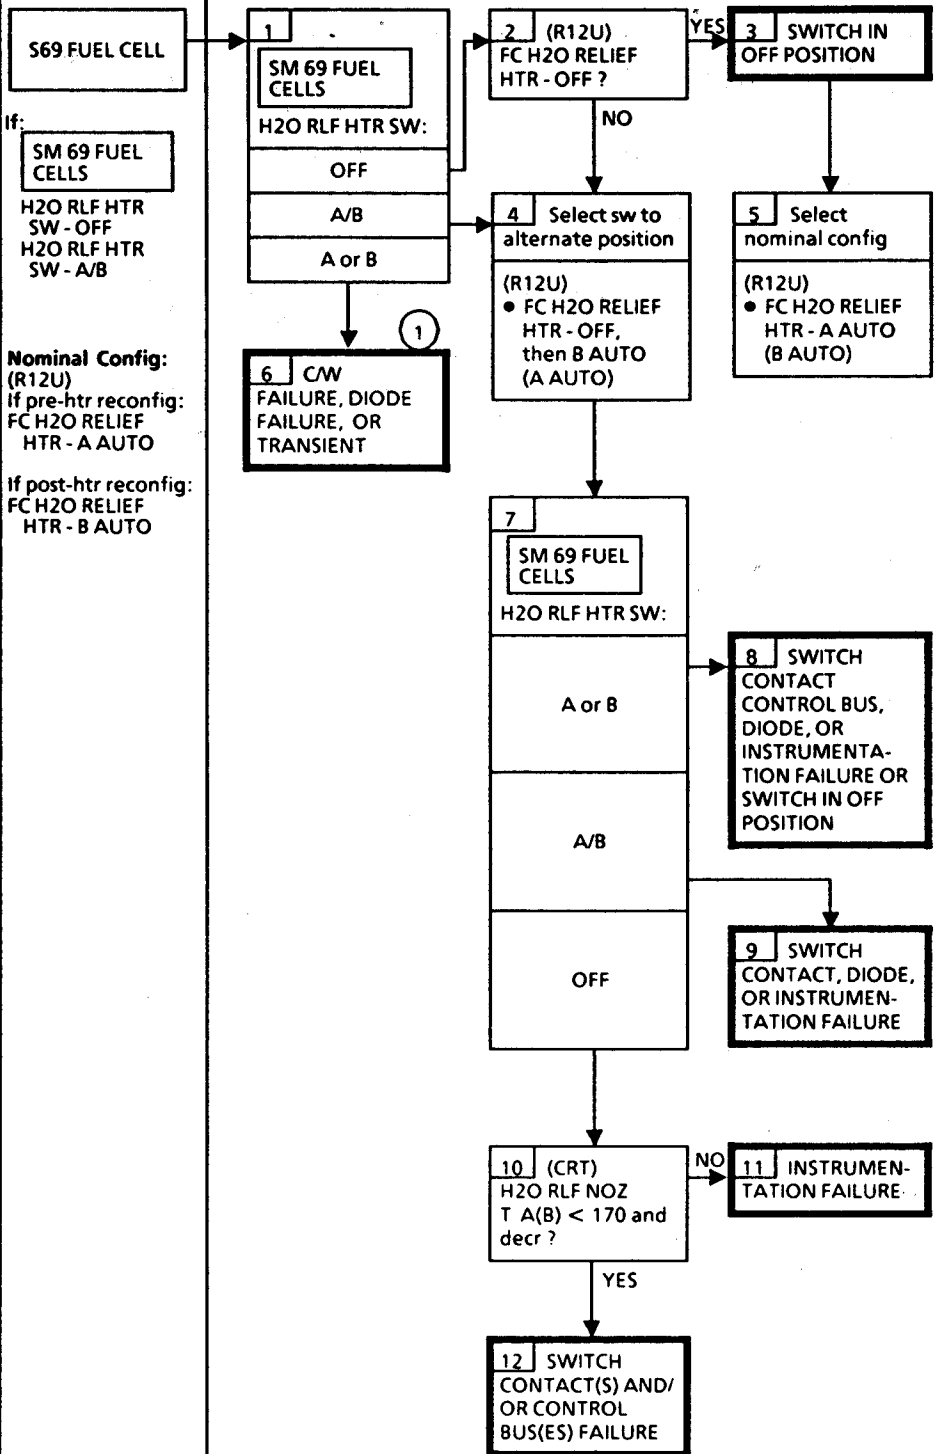 S69 FUEL CELL
If:
SM 69 FUEL
CELLS
H2O RLF HTR
SW - OFF
H2O RLF HTR
SW - A/B
Nominal Config:
(R12U)
If pre-htr reconfig:
FC H2O RELIEF
HTR - A AUTO
If post-htr reconfig:
FC H2O RELIEF
HTR - B AUTO
1
SM 69 FUEL
CELLS
H2O RLF HTR SW:
OFF
A/B
A or B
2 (R12U)
FC H2O RELIEF
HTR - OFF ?
YES
NO
3 SWITCH IN
OFF POSITION
4 Select sw to
alternate position
(R12U)
● FC H2O RELIEF
HTR - OFF,
then B AUTO
(A AUTO)
5 Select
nominal config
(R12U)
● FC H2O RELIEF
HTR - A AUTO
(B AUTO)
1
6 C/W
FAILURE, DIODE
FAILURE, OR
TRANSIENT
7
SM 69 FUEL
CELLS
H2O RLF HTR SW:
A or B
A/B
OFF
8 SWITCH
CONTACT
CONTROL BUS,
DIODE, OR
INSTRUMENTA-
TION FAILURE OR
SWITCH IN OFF
POSITION
9 SWITCH
CONTACT, DIODE,
OR INSTRUMEN-
TATION FAILURE
10 (CRT)
H2O RLF NOZ
T A(B) < 170 and
decr ?
NO
YES
11 INSTRUMEN-
TATION FAILURE
12 SWITCH
CONTACT(S) AND/
OR CONTROL
BUS(ES) FAILURE